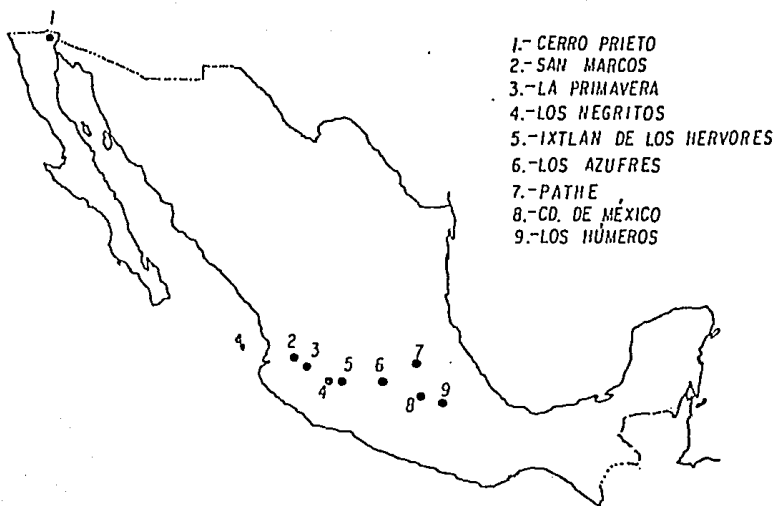 1
1.- CERRO PRIETO
2.- SAN MARCOS
3.- LA PRIMAVERA
4.- LOS NEGRITOS
5.- IXTLAN DE LOS HERVORES
6.- LOS AZUFRES
7.- PATHE
8.- CD. DE MÉXICO
9.- LOS HÚMEROS
2
3
4
5
6
7
8
9